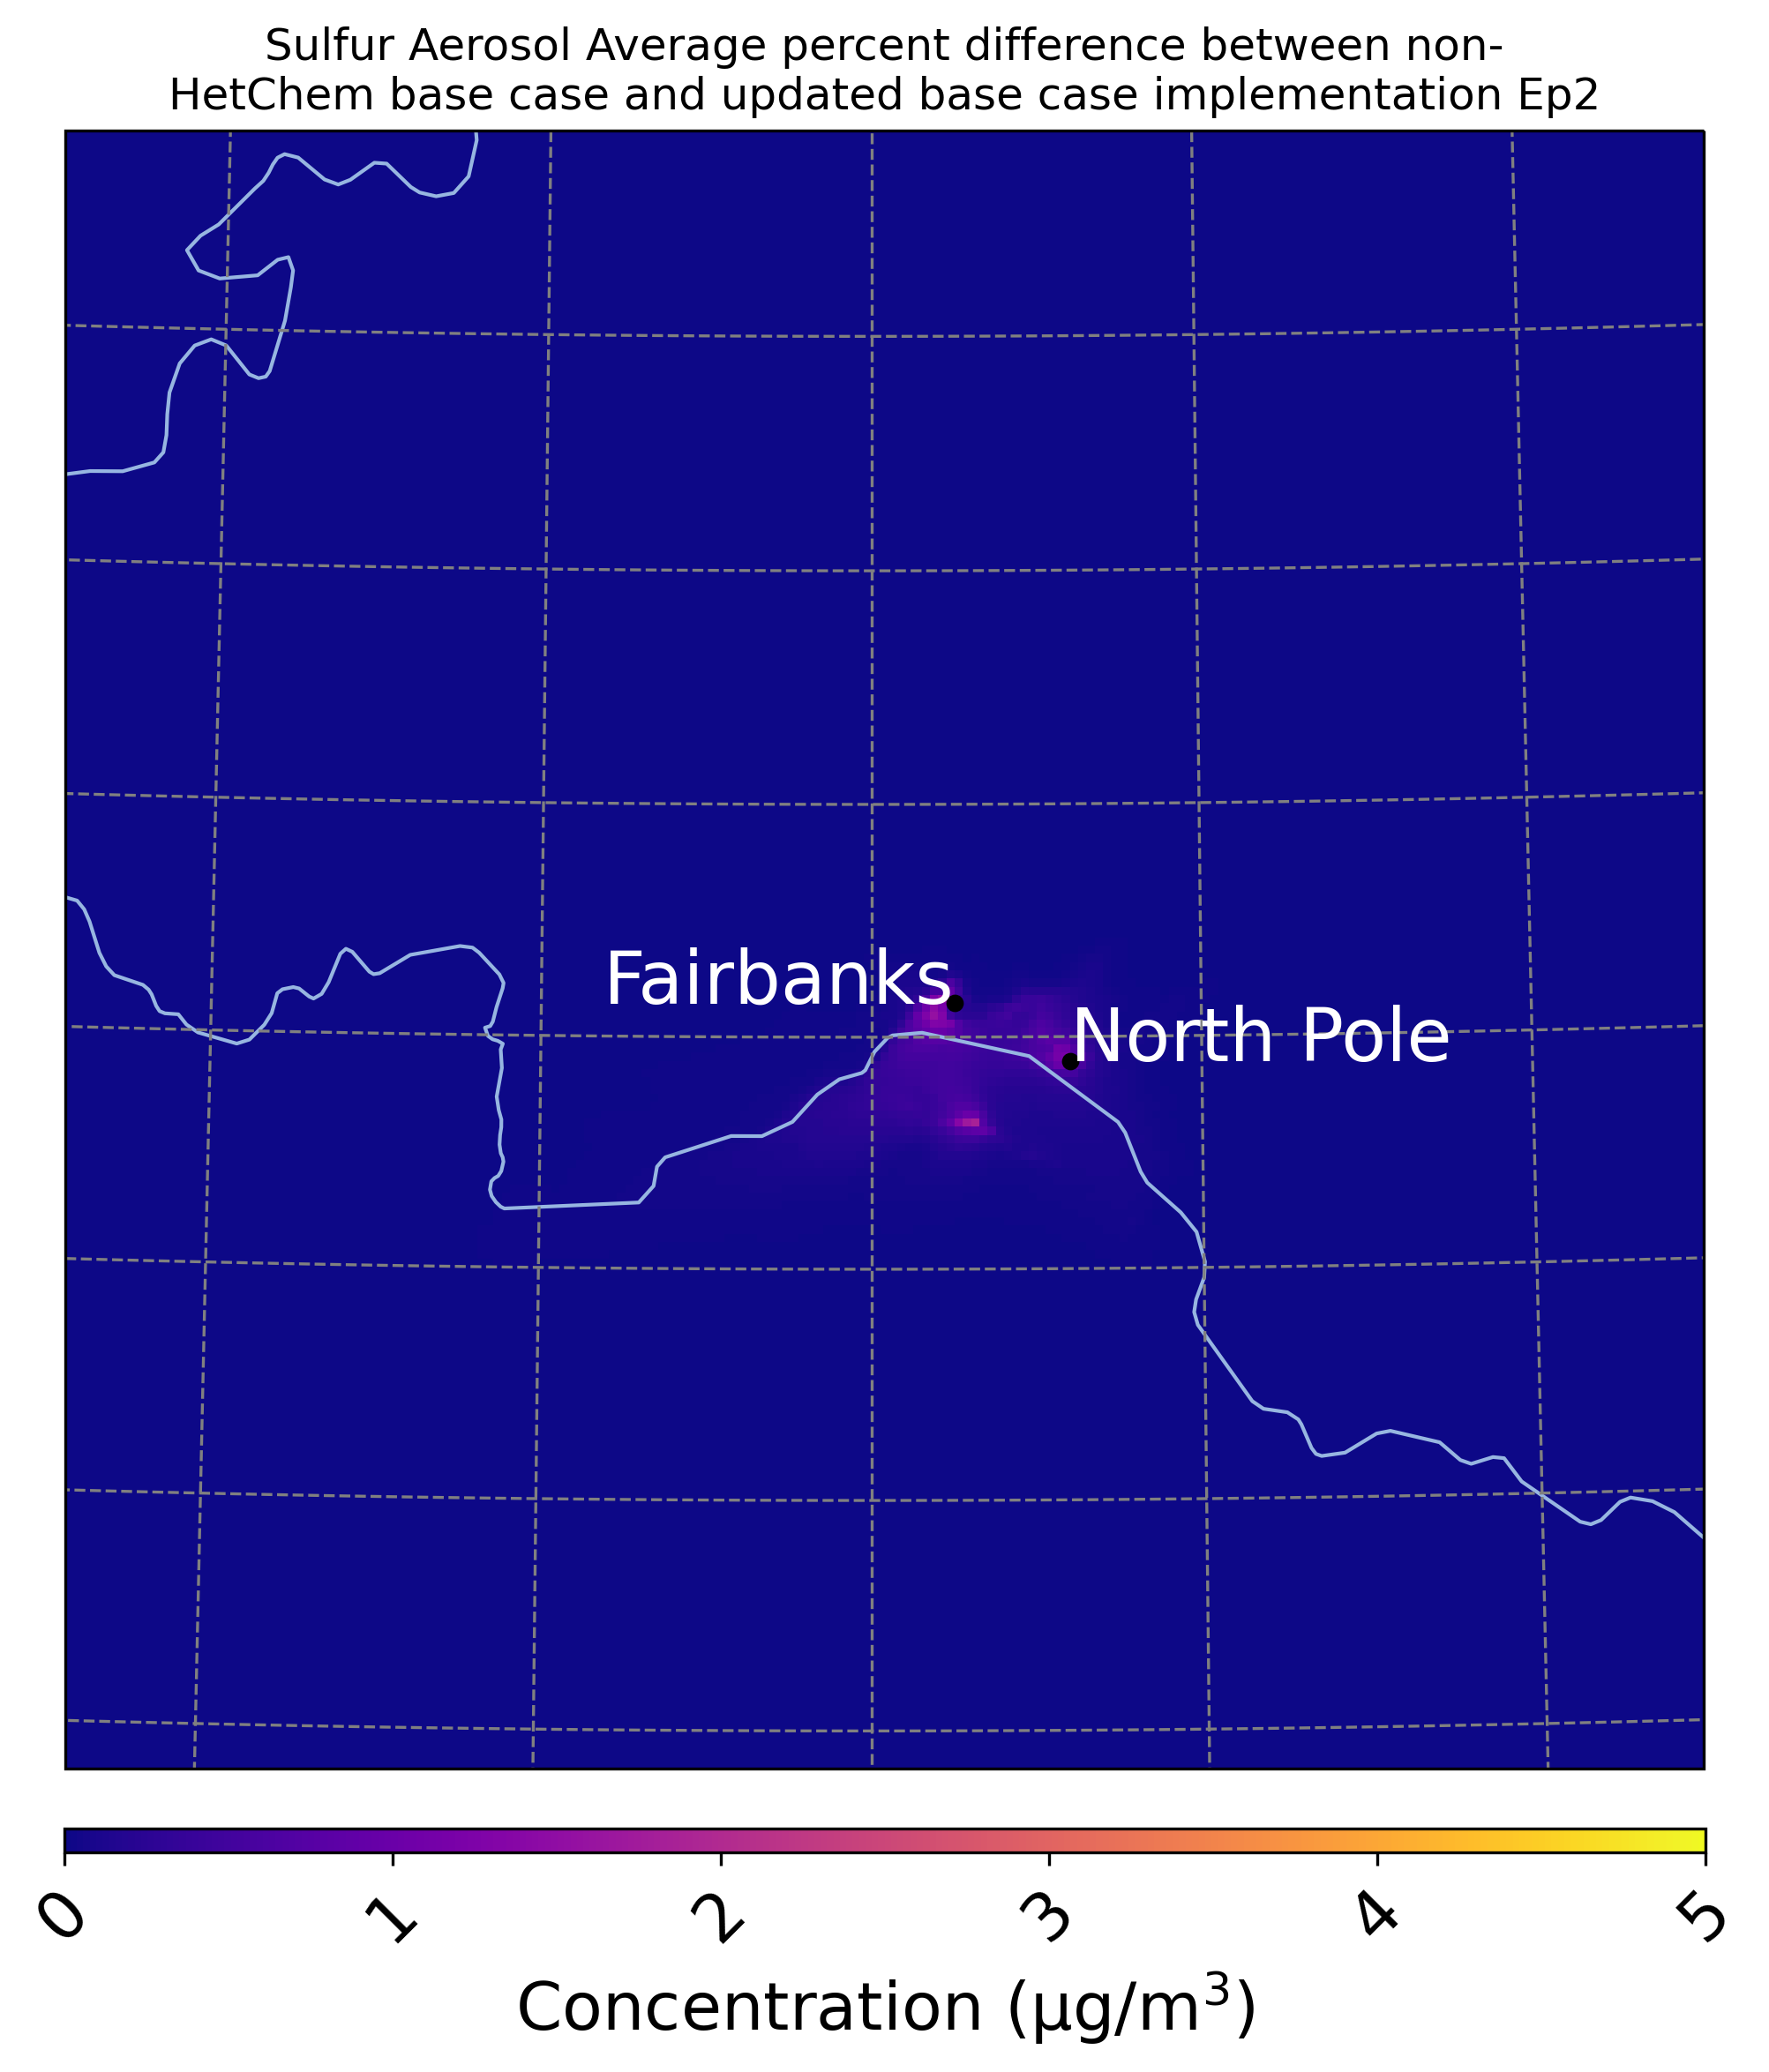 Sulfur Aerosol Average percent difference between non-
HetChem base case and updated base case implementation Ep2
Fairbanks
North Pole
0 1 2 3 4 5
Concentration (µg/m³)